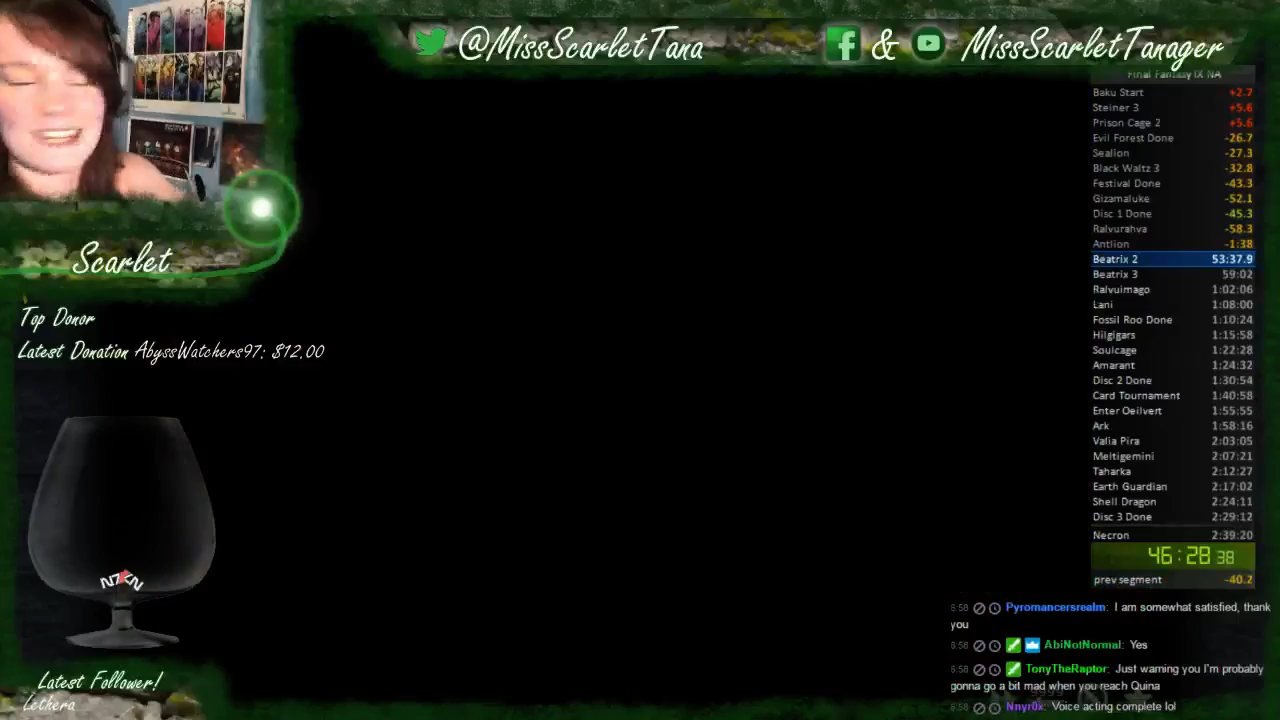 @MissScarletTana
& MissScarletTanager
Final Fantasy IX NA
Baku Start +2.7
Steiner 3 +5.6
Prison Cage 2 +5.6
Evil Forest Done -26.7
Sealion -27.3
Black Waltz 3 -32.8
Festival Done -43.3
Gizamaluke -52.1
Disc 1 Done -45.3
Ralvurahva -58.3
Antlion -1:38
Beatrix 2 53:37.9
Beatrix 3 59:02
Ralvuimago 1:02:06
Lani 1:08:00
Fossil Roo Done 1:10:24
Hilgigars 1:15:58
Soulcage 1:22:28
Amarant 1:24:32
Disc 2 Done 1:30:54
Card Tournament 1:40:58
Enter Oeilvert 1:55:55
Ark 1:58:16
Valia Pira 2:03:05
Meltigemini 2:07:21
Taharka 2:12:27
Earth Guardian 2:17:02
Shell Dragon 2:24:11
Disc 3 Done 2:29:12
Necron 2:39:20
46:28 38
prev segment -40.2
Scarlet
Top Donor
Latest Donation AbyssWatchers97: $12.00
Latest Follower!
Lethera
6:58 Pyromancersrealm: I am somewhat satisfied, thank
you
6:58 AbiNotNormal: Yes
6:58 TonyTheRaptor: Just warning you I'm probably
gonna go a bit mad when you reach Quina
6:58 Nnyr0x: Voice acting complete lol